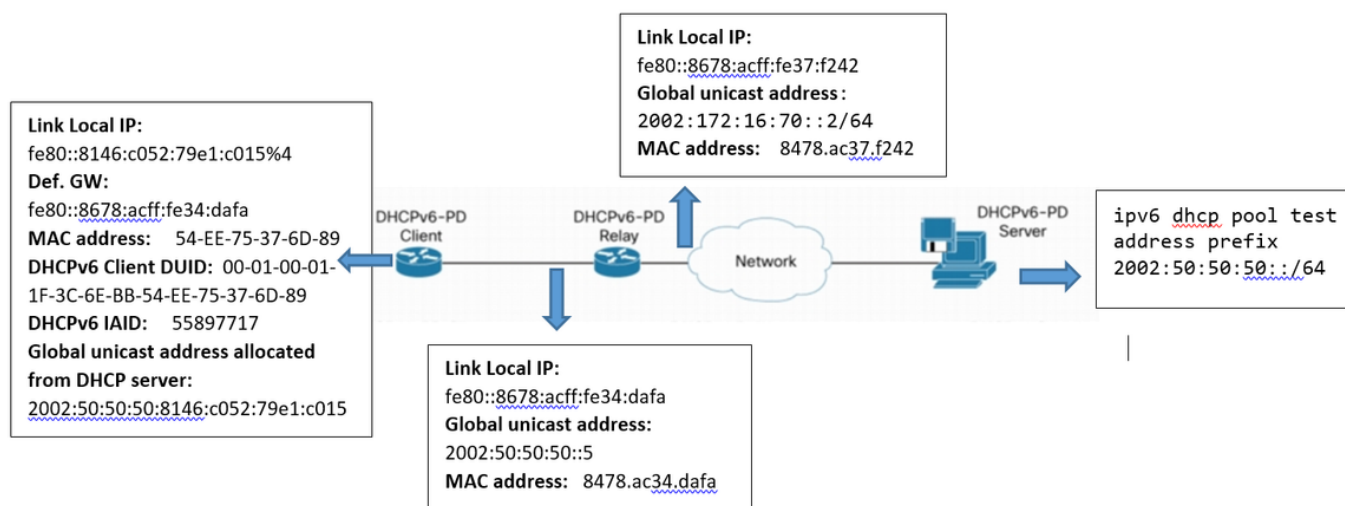 Link Local IP:
fe80::8678:acff:fe37:f242
Global unicast address:
2002:172:16:70::2/64
MAC address: 8478.ac37.f242
Link Local IP:
fe80::8146:c052:79e1:c015%4
Def. GW:
fe80::8678:acff:fe34:dafa
MAC address: 54-EE-75-37-6D-89
DHCPv6 Client DUID: 00-01-00-01-
1F-3C-6E-BB-54-EE-75-37-6D-89
DHCPv6 IAID: 55897717
Global unicast address allocated
from DHCP server:
2002:50:50:50:8146:c052:79e1:c015
DHCPv6-PD
Client
DHCPv6-PD
Relay
Network
DHCPv6-PD
Server
ipv6 dhcp pool test
address prefix
2002:50:50:50::/64
Link Local IP:
fe80::8678:acff:fe34:dafa
Global unicast address:
2002:50:50:50::5
MAC address: 8478.ac34.dafa